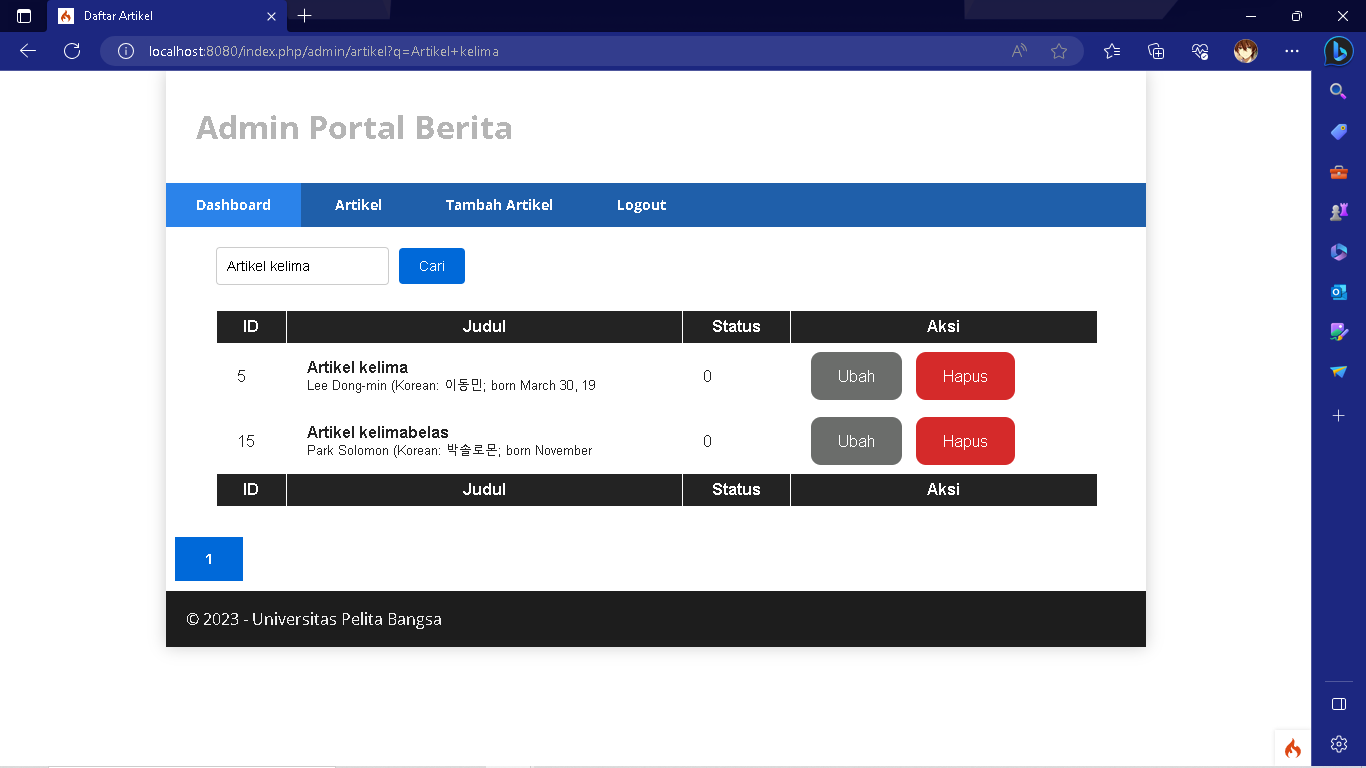 Daftar Artikel
localhost:8080/index.php/admin/artikel?q=Artikel+kelima
Admin Portal Berita
Dashboard Artikel Tambah Artikel Logout
Artikel kelima Cari
ID Judul Status Aksi
5 Artikel kelima 0 Ubah Hapus
Lee Dong-min (Korean: 이동민; born March 30, 19
15 Artikel kelimabelas 0 Ubah Hapus
Park Solomon (Korean: 박솔로몬; born November
ID Judul Status Aksi
1
© 2023 - Universitas Pelita Bangsa